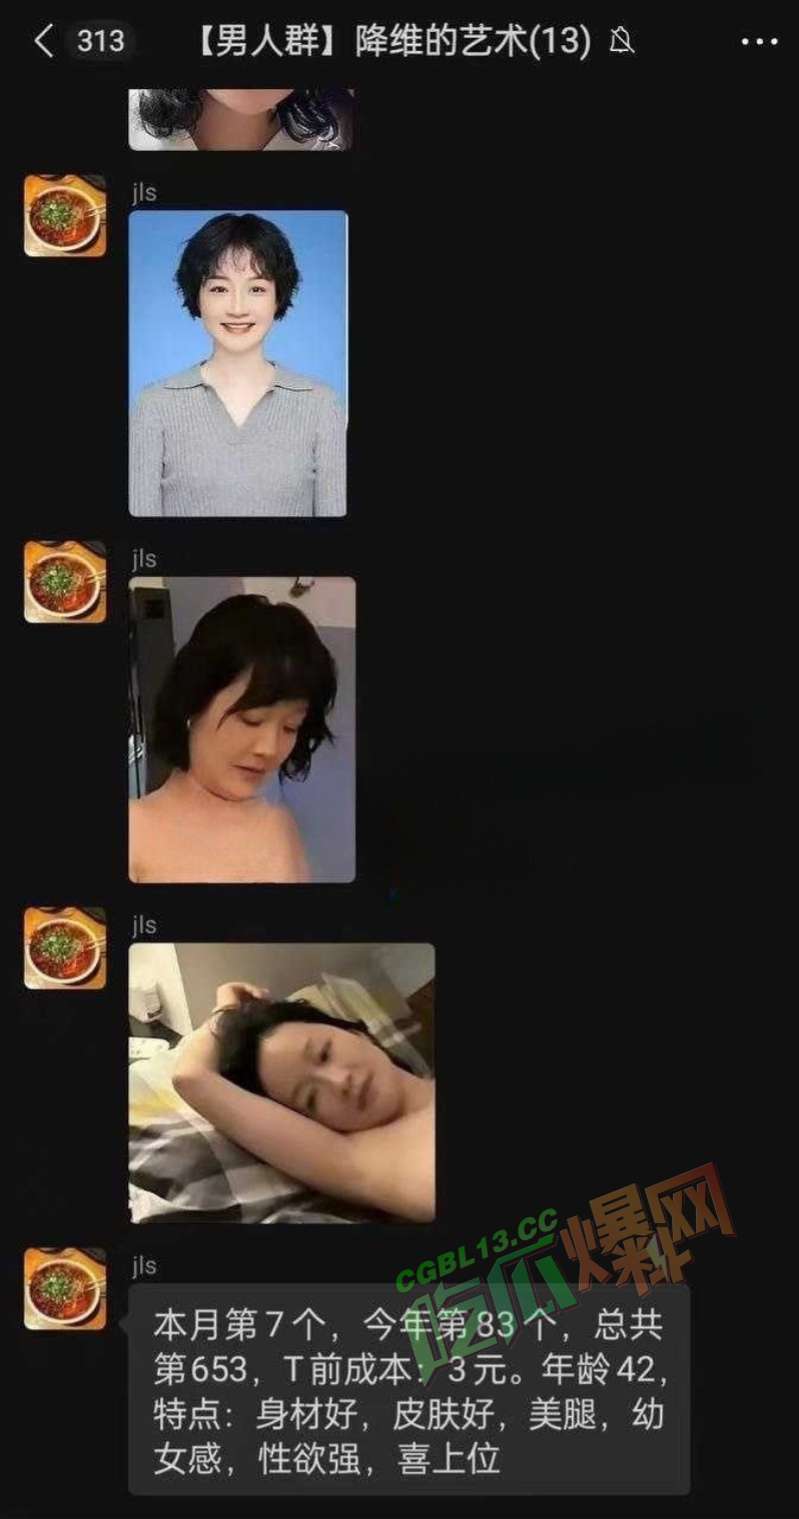 313
【男人群】降维的艺术(13)
jls
jls
jls
jls
CGBL13.CC
吃瓜爆网
本月第7个，今年第83个，总共
第653，T前成本：3元。年龄42，
特点：身材好，皮肤好，美腿，幼
女感，性欲强，喜上位